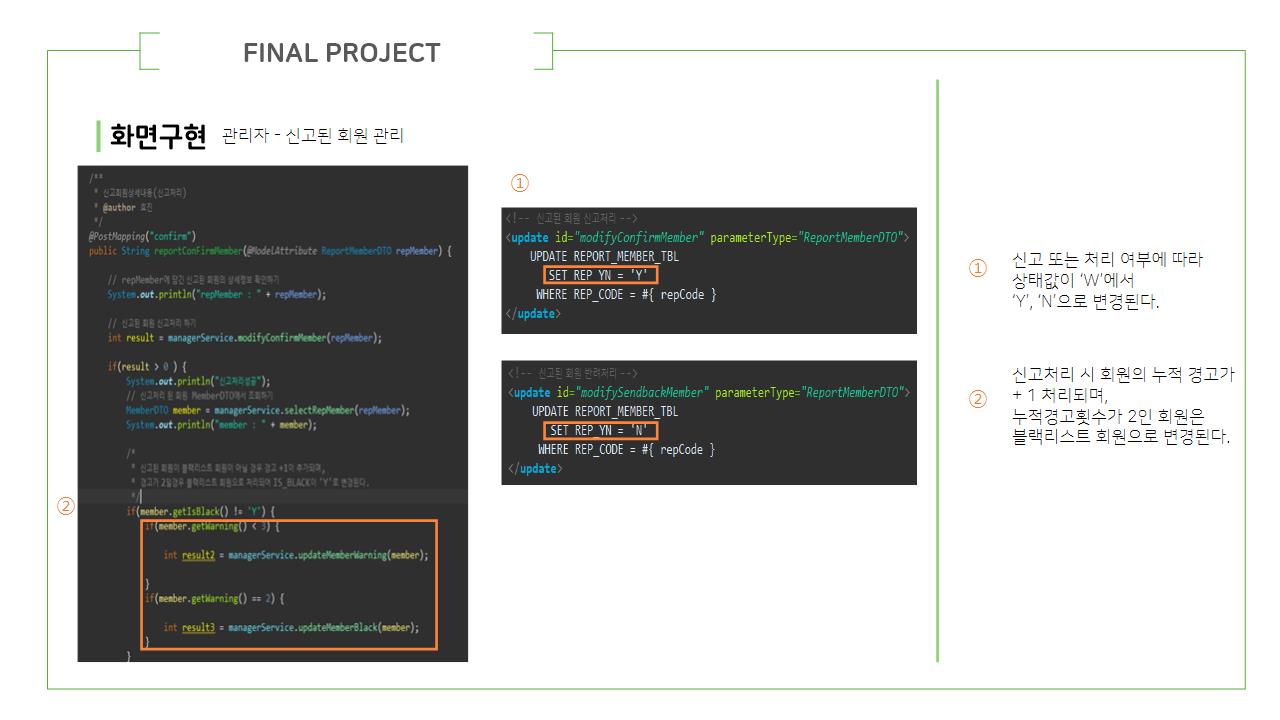 FINAL PROJECT
화면구현 관리자 - 신고된 회원 관리
/**
* 신고회원상세내용(신고처리)
* @author 효진
*/
@PostMapping("confirm")
public String reportConFirmMember(@ModelAttribute ReportMemberDTO repMember) {
// repMember에 담긴 신고된 회원의 상세정보 확인하기
System.out.println("repMember : " + repMember);
// 신고된 회원 신고처리 하기
int result = managerService.modifyConfirmMember(repMember);
if(result > 0 ) {
System.out.println("신고처리성공");
// 신고처리 된 회원 MemberDTO에서 조회하기
MemberDTO member = managerService.selectRepMember(repMember);
System.out.println("member : " + member);
/*
* 신고된 회원이 블랙리스트 회원이 아닐 경우 경고 +1이 추가되며,
* 경고가 2일경우 블랙리스트 회원으로 처리되어 IS_BLACK이 'Y'로 변경된다.
*/
②
if(member.getIsBlack() != 'Y') {
if(member.getWarning() < 3) {
int result2 = managerService.updateMemberWarning(member);
}
if(member.getWarning() == 2) {
int result3 = managerService.updateMemberBlack(member);
}
}
①
<!-- 신고된 회원 신고처리 -->
<update id="modifyConfirmMember" parameterType="ReportMemberDTO">
UPDATE REPORT_MEMBER_TBL
SET REP_YN = 'Y'
WHERE REP_CODE = #{ repCode }
</update>
<!-- 신고된 회원 반려처리 -->
<update id="modifySendbackMember" parameterType="ReportMemberDTO">
UPDATE REPORT_MEMBER_TBL
SET REP_YN = 'N'
WHERE REP_CODE = #{ repCode }
</update>
① 신고 또는 처리 여부에 따라
상태값이 ‘W’에서
‘Y’, ‘N’으로 변경된다.
② 신고처리 시 회원의 누적 경고가
+ 1 처리되며,
누적경고횟수가 2인 회원은
블랙리스트 회원으로 변경된다.